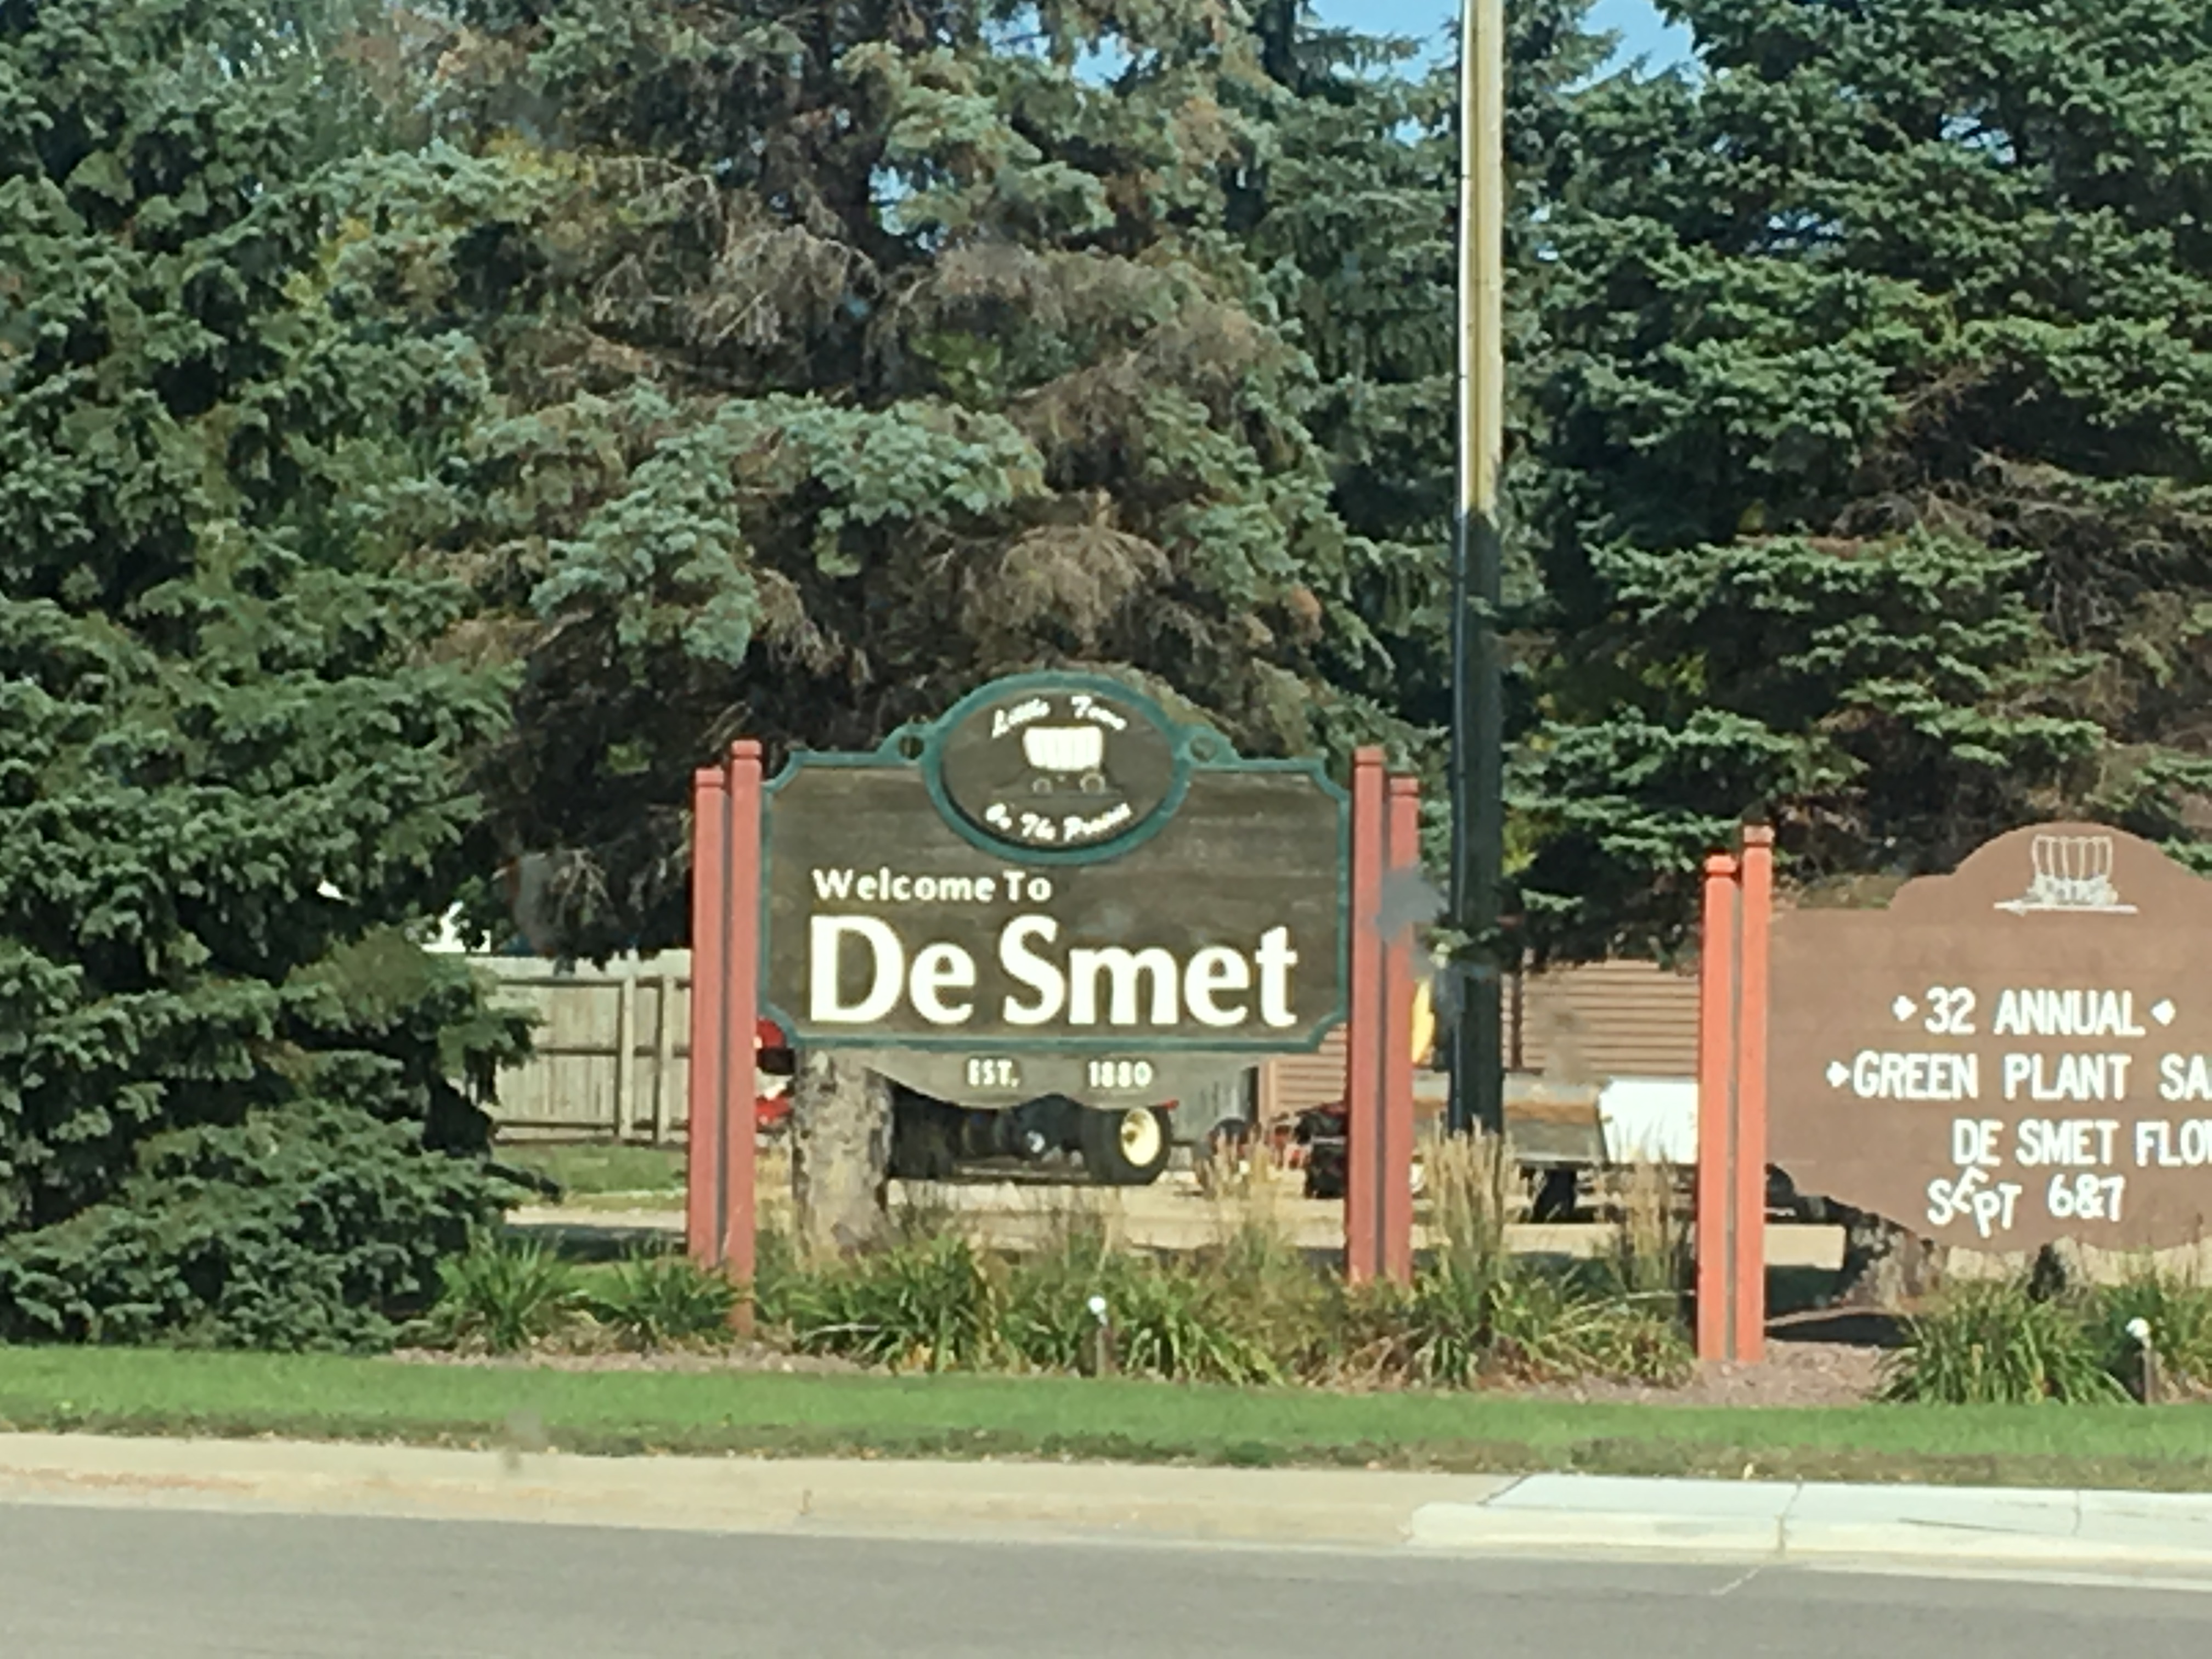 Little Town
On The Prairie
Welcome To
De Smet
EST. 1880
32 ANNUAL
GREEN PLANT SA
DE SMET FLO
SEPT 6&7